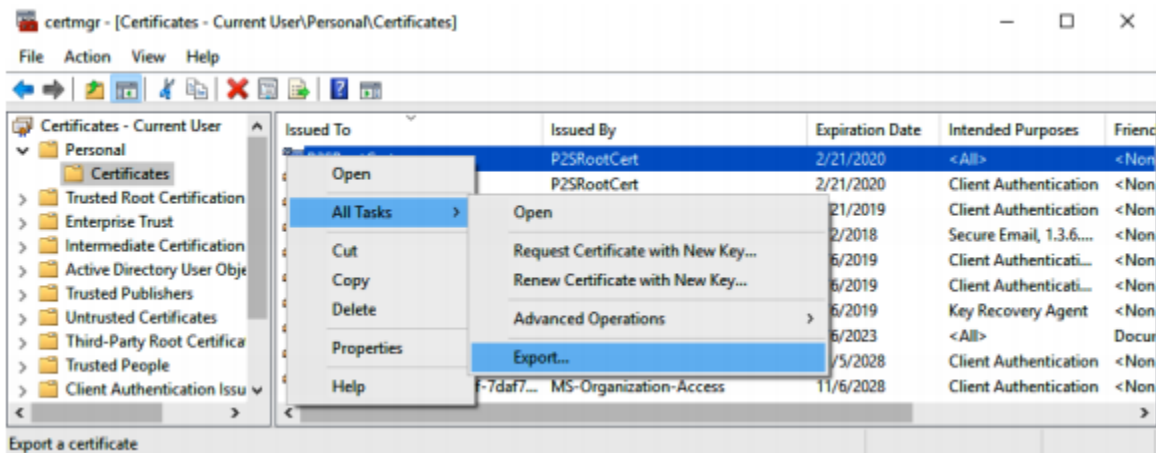 certmgr - [Certificates - Current User\Personal\Certificates]
File Action View Help
Certificates - Current User
Personal
Certificates
Trusted Root Certification
Enterprise Trust
Intermediate Certification
Active Directory User Obje
Trusted Publishers
Untrusted Certificates
Third-Party Root Certifica
Trusted People
Client Authentication Issu
Issued To Issued By Expiration Date Intended Purposes Friend
P2SRootCert 2/21/2020 <All> <Non
P2SRootCert 2/21/2020 Client Authentication <Non
21/2019 Client Authentication <Non
2/2018 Secure Email, 1.3.6.... <Non
6/2019 Client Authenticati... <Non
6/2019 Client Authenticati... <Non
6/2019 Key Recovery Agent <Non
6/2023 <All> Docur
/5/2028 Client Authentication <Non
f-7daf7... MS-Organization-Access 11/6/2028 Client Authentication <Non
Open
All Tasks
Cut
Copy
Delete
Properties
Help
Open
Request Certificate with New Key...
Renew Certificate with New Key...
Advanced Operations
Export...
Export a certificate